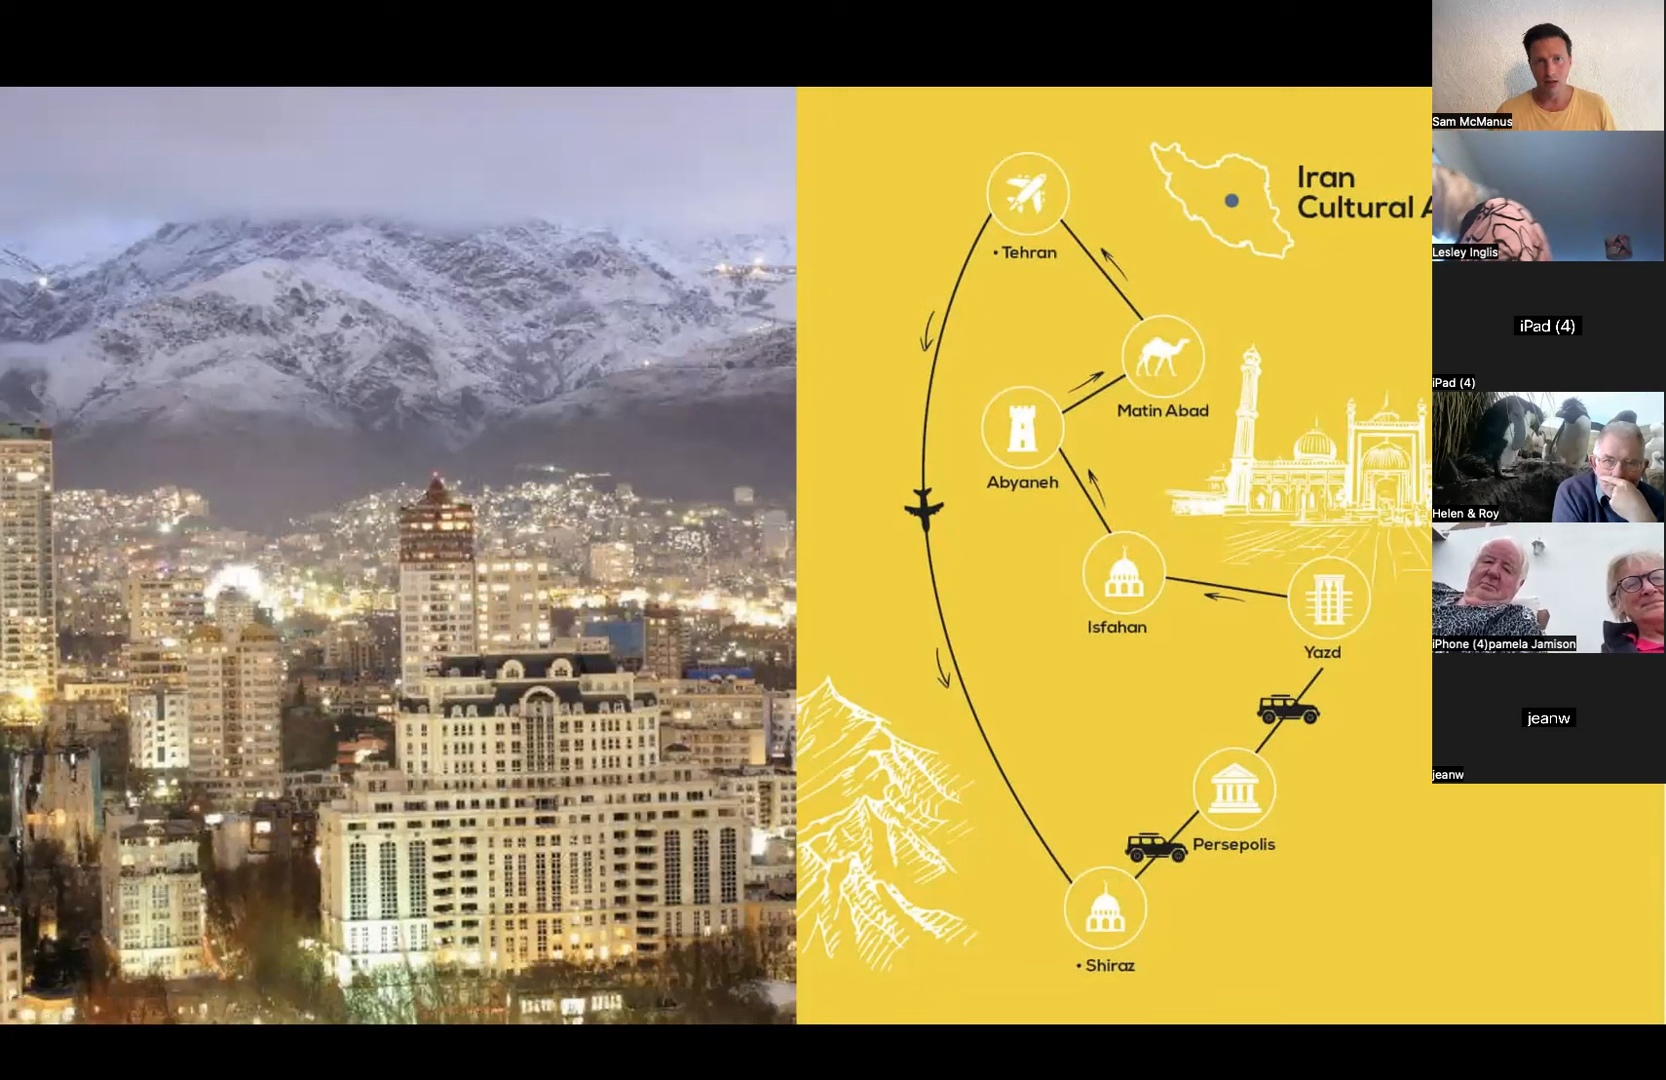 Iran
Cultural A
• Tehran
Matin Abad
Abyaneh
Isfahan
Yazd
Persepolis
• Shiraz
Sam McManus
Lesley Inglis
iPad (4)
iPad (4)
Helen & Roy
iPhone (4)pamela Jamison
jeanw
jeanw